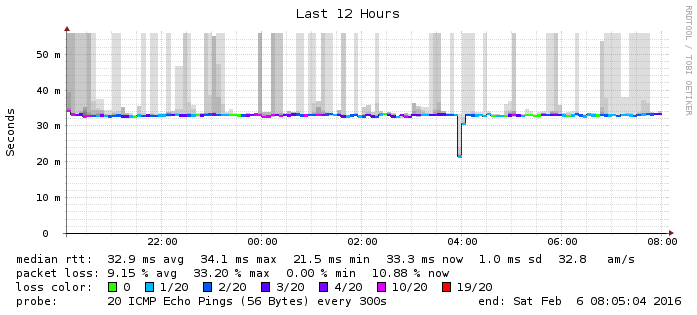 Last 12 Hours
RRDTOOL / TOBI OETIKER
Seconds
50 m
40 m
30 m
20 m
10 m
0
22:00 00:00 02:00 04:00 06:00 08:00
median rtt: 32.9 ms avg 34.1 ms max 21.5 ms min 33.3 ms now 1.0 ms sd 32.8 am/s
packet loss: 9.15 % avg 33.20 % max 0.00 % min 10.88 % now
loss color: 0 1/20 2/20 3/20 4/20 10/20 19/20
probe: 20 ICMP Echo Pings (56 Bytes) every 300s end: Sat Feb 6 08:05:04 2016